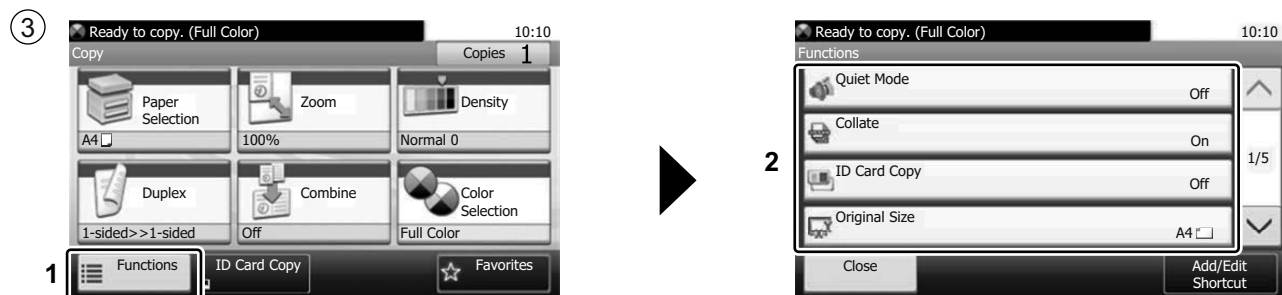 3
Ready to copy. (Full Color) 10:10
Copy Copies 1
Paper Selection
Zoom
Density
A4
100%
Normal 0
Duplex
Combine
Color Selection
1-sided>>1-sided
Off
Full Color
1 Functions
ID Card Copy
Favorites
2
Ready to copy. (Full Color) 10:10
Functions
Quiet Mode
Off
Collate
On
1/5
ID Card Copy
Off
Original Size
A4
Close
Add/Edit
Shortcut